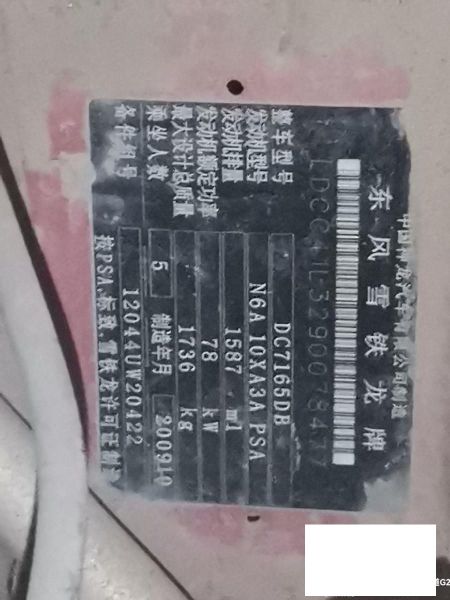 中国神龙汽车有限公司制造
东风雪铁龙牌
整车型号 DC7165DB
发动机型号 N6A 10XA3A PSA
发动机排量 1587 ml
发动机额定功率 78 kW
最大设计总质量 1736 kg
乘坐人数 5 制造年月 200910
备件组号 12044UW20422
按PSA.标致.雪铁龙许可证制造